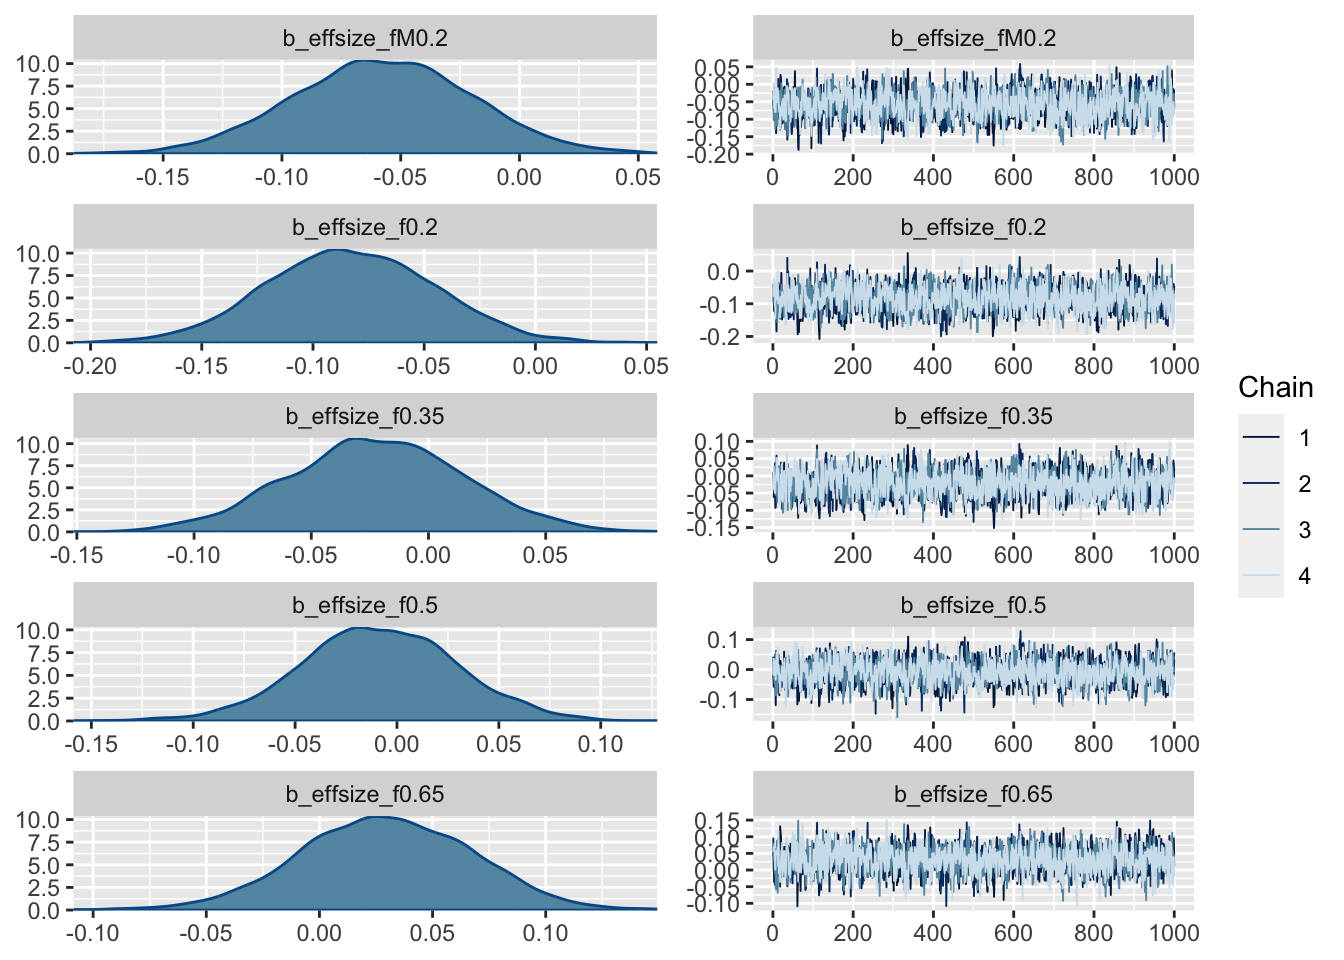 b_effsize_fM0.2
10.0
7.5
5.0
2.5
0.0
-0.15 -0.10 -0.05 0.00 0.05
b_effsize_fM0.2
0.05
0.00
-0.05
-0.10
-0.15
-0.20
0 200 400 600 800 1000
b_effsize_f0.2
10.0
7.5
5.0
2.5
0.0
-0.20 -0.15 -0.10 -0.05 0.00 0.05
b_effsize_f0.2
0.0
-0.1
-0.2
0 200 400 600 800 1000
b_effsize_f0.35
10.0
7.5
5.0
2.5
0.0
-0.15 -0.10 -0.05 0.00 0.05
b_effsize_f0.35
0.10
0.05
0.00
-0.05
-0.10
-0.15
0 200 400 600 800 1000
b_effsize_f0.5
10.0
7.5
5.0
2.5
0.0
-0.15 -0.10 -0.05 0.00 0.05 0.10
b_effsize_f0.5
0.1
0.0
-0.1
0 200 400 600 800 1000
b_effsize_f0.65
10.0
7.5
5.0
2.5
0.0
-0.10 -0.05 0.00 0.05 0.10
b_effsize_f0.65
0.15
0.10
0.05
0.00
-0.05
-0.10
0 200 400 600 800 1000
Chain
1
2
3
4